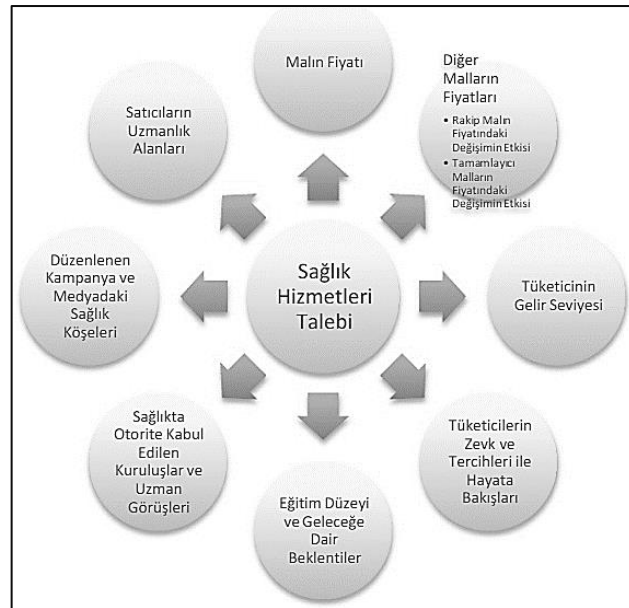 Malın Fiyatı
Diğer
Malların
Fiyatları
• Rakip Malın
Fiyatındaki
Değişimin Etkisi
• Tamamlayıcı
Malların
Fiyatındaki
Değişimin Etkisi
Tüketicinin
Gelir Seviyesi
Tüketicilerin
Zevk ve
Tercihleri ile
Hayata
Bakışları
Eğitim Düzeyi
ve Geleceğe
Dair
Beklentiler
Sağlıkta
Otorite Kabul
Edilen
Kuruluşlar ve
Uzman
Görüşleri
Düzenlenen
Kampanya ve
Medyadaki
Sağlık
Köşeleri
Satıcıların
Uzmanlık
Alanları
Sağlık
Hizmetleri
Talebi